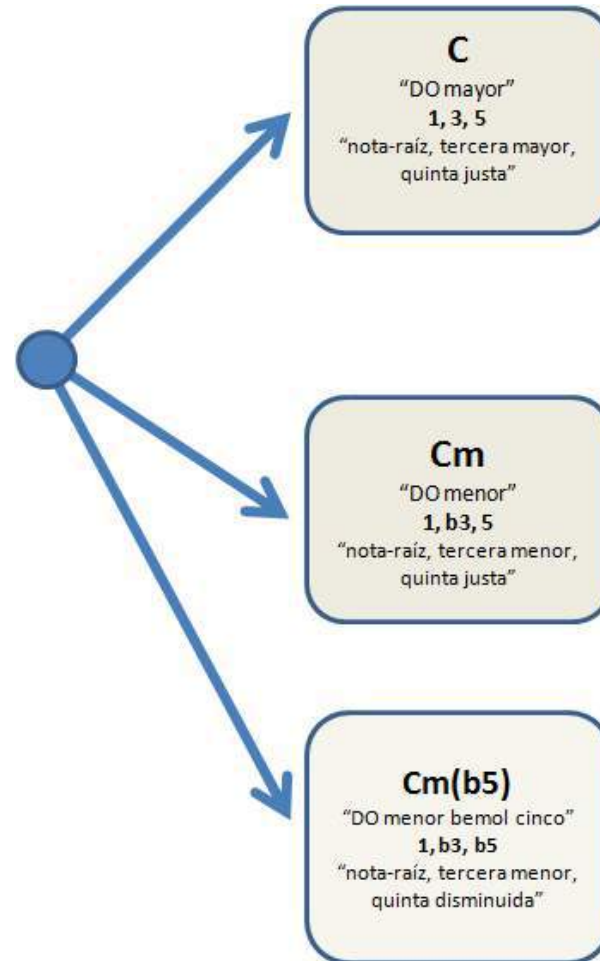 C
“DO mayor”
1, 3, 5
“nota-raíz, tercera mayor,
quinta justa”
Cm
“DO menor”
1, b3, 5
“nota-raíz, tercera menor,
quinta justa”
Cm(b5)
“DO menor bemol cinco”
1, b3, b5
“nota-raíz, tercera menor,
quinta disminuida”